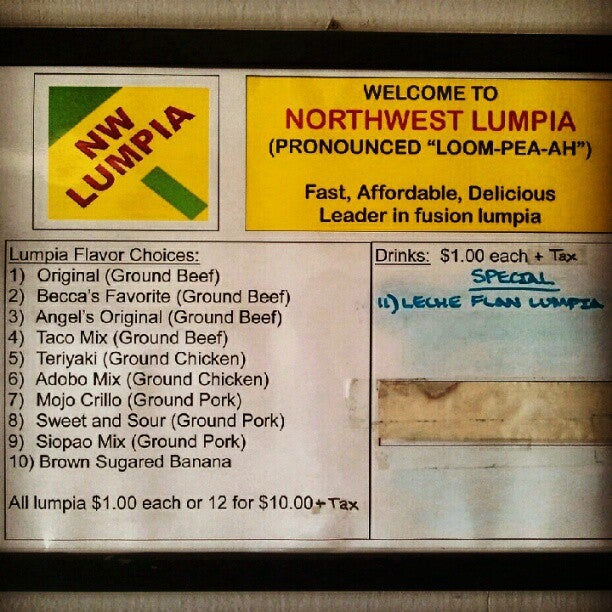 NW
LUMPIA
WELCOME TO
NORTHWEST LUMPIA
(PRONOUNCED “LOOM-PEA-AH”)
Fast, Affordable, Delicious
Leader in fusion lumpia
Lumpia Flavor Choices:
1) Original (Ground Beef)
2) Becca's Favorite (Ground Beef)
3) Angel's Original (Ground Beef)
4) Taco Mix (Ground Beef)
5) Teriyaki (Ground Chicken)
6) Adobo Mix (Ground Chicken)
7) Mojo Crillo (Ground Pork)
8) Sweet and Sour (Ground Pork)
9) Siopao Mix (Ground Pork)
10) Brown Sugared Banana
All lumpia $1.00 each or 12 for $10.00 + Tax
Drinks: $1.00 each + Tax
SPECIAL
11) LECHE FLAN LUMPIA